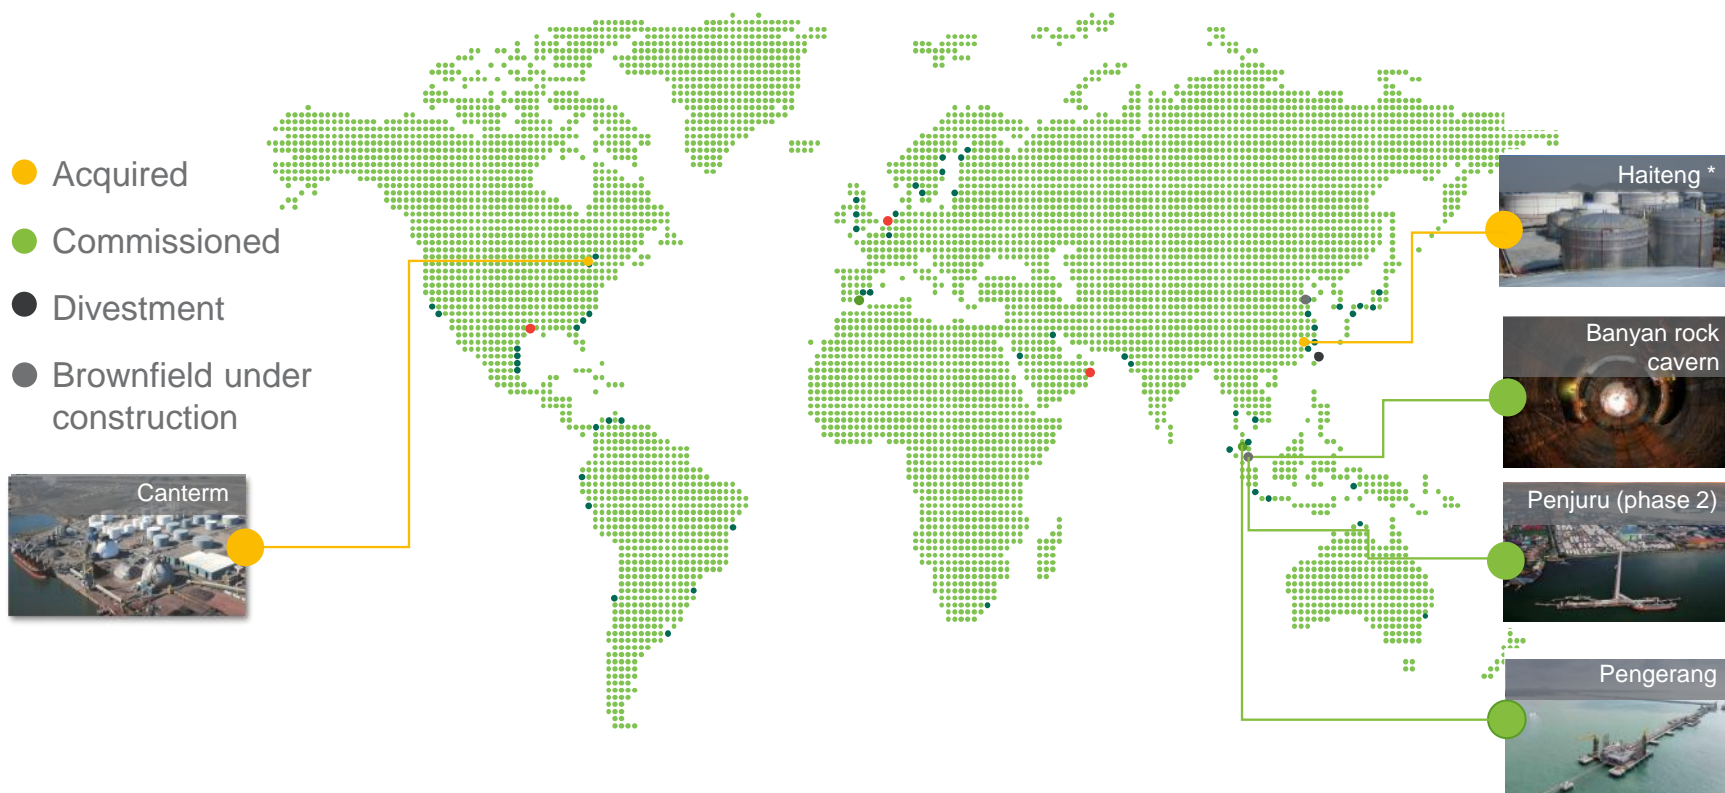 Acquired
Commissioned
Divestment
Brownfield under
construction
Canterm
Haiteng *
Banyan rock
cavern
Penjuru (phase 2)
Pengerang